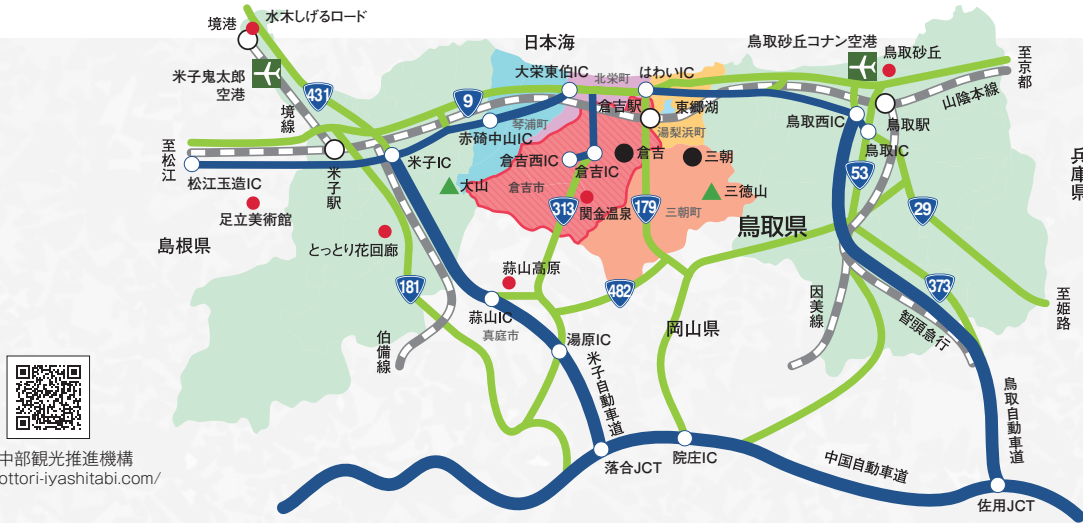 境港
水木しげるロード
米子鬼太郎
空港
境線
431
日本海
鳥取砂丘コナン空港
鳥取砂丘
至京都
山陰本線
大栄東伯IC
北栄町
はわいIC
倉吉駅
東郷湖
9
琴浦町
湯梨浜町
鳥取西IC
鳥取駅
鳥取IC
赤碕中山IC
至松江
松江玉造IC
米子駅
米子IC
倉吉西IC
倉吉IC
倉吉
三朝
53
兵庫県
大山
倉吉市
三徳山
足立美術館
313
関金温泉
179
三朝町
鳥取県
29
島根県
とっとり花回廊
蒜山高原
181
482
373
至姫路
蒜山IC
真庭市
岡山県
因美線
智頭急行
伯備線
湯原IC
米子自動車道
鳥取自動車道
中部観光推進機構
ottori-iyashitabi.com/
落合JCT
院庄IC
中国自動車道
佐用JCT